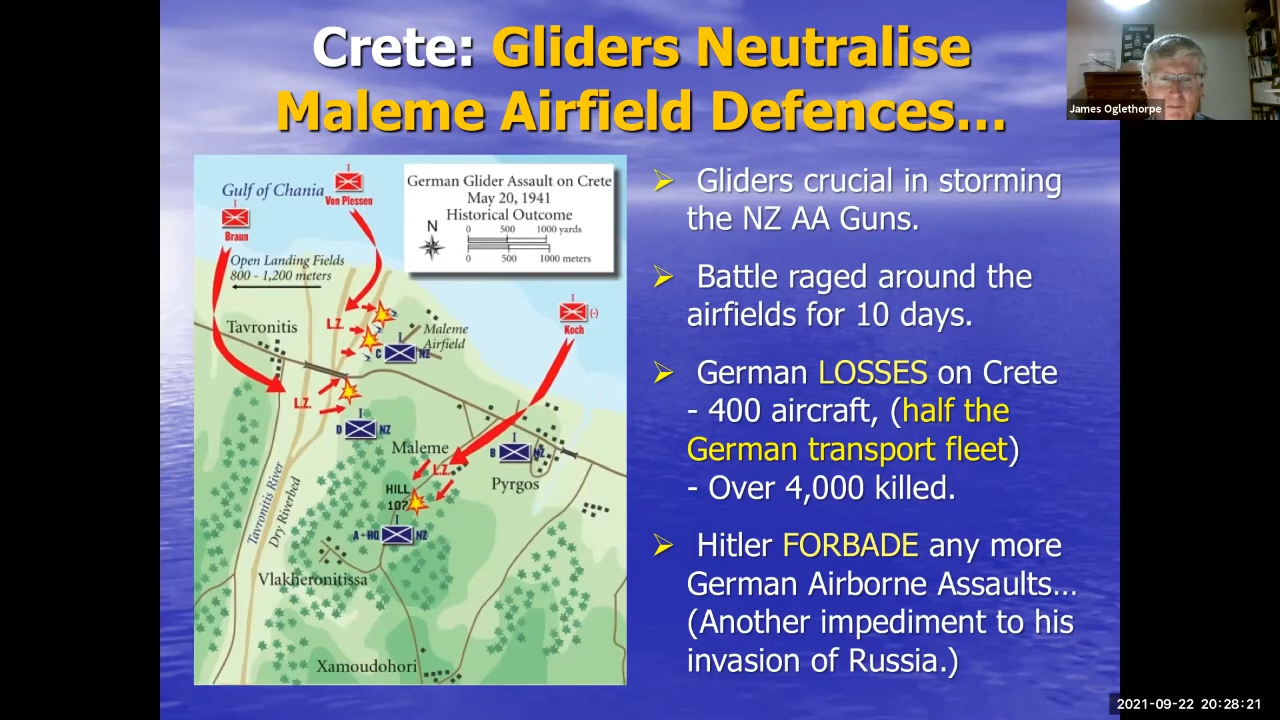 Crete: Gliders Neutralise
Maleme Airfield Defences...
James Oglethorpe
Gulf of Chania
I
Von Plessen
I
Braun
German Glider Assault on Crete
May 20, 1941
Historical Outcome
N
0 500 1000 yards
0 500 1000 meters
Open Landing Fields
800 - 1,200 meters
I
(-)
Koch
Tavronitis
L.Z.
Maleme
Airfield
I
C NZ
L.Z.
I
D NZ
Maleme
I
B NZ
L.Z.
Pyrgos
HILL
107
I
A+HQ NZ
Tavronitis River
Dry Riverbed
Vlakheronitissa
Xamoudohori
Gliders crucial in storming
the NZ AA Guns.
Battle raged around the
airfields for 10 days.
German LOSSES on Crete
- 400 aircraft, (half the
German transport fleet)
- Over 4,000 killed.
Hitler FORBADE any more
German Airborne Assaults...
(Another impediment to his
invasion of Russia.)
2021-09-22 20:28:21